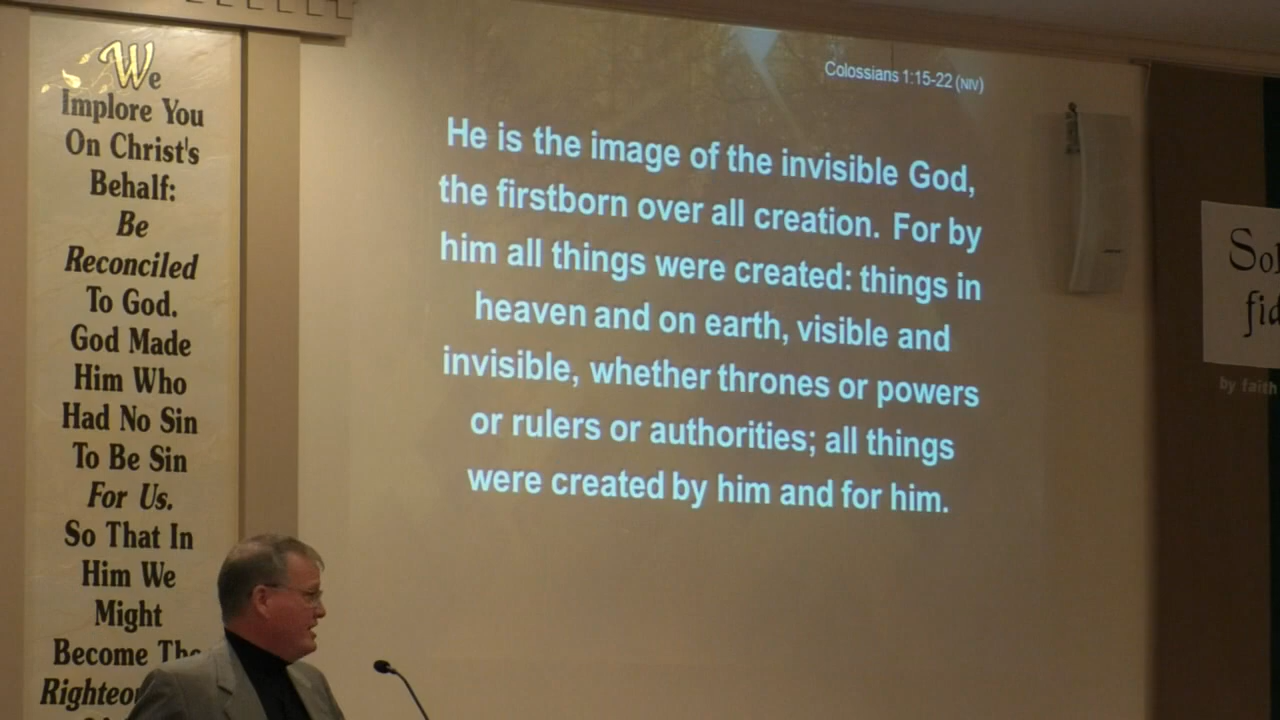 We
Implore You
On Christ's
Behalf:
Be
Reconciled
To God.
God Made
Him Who
Had No Sin
To Be Sin
For Us.
So That In
Him We
Might
Become The
Colossians 1:15-22 (NIV)
He is the image of the invisible God,
the firstborn over all creation. For by
him all things were created: things in
heaven and on earth, visible and
invisible, whether thrones or powers
or rulers or authorities; all things
were created by him and for him.
by faith